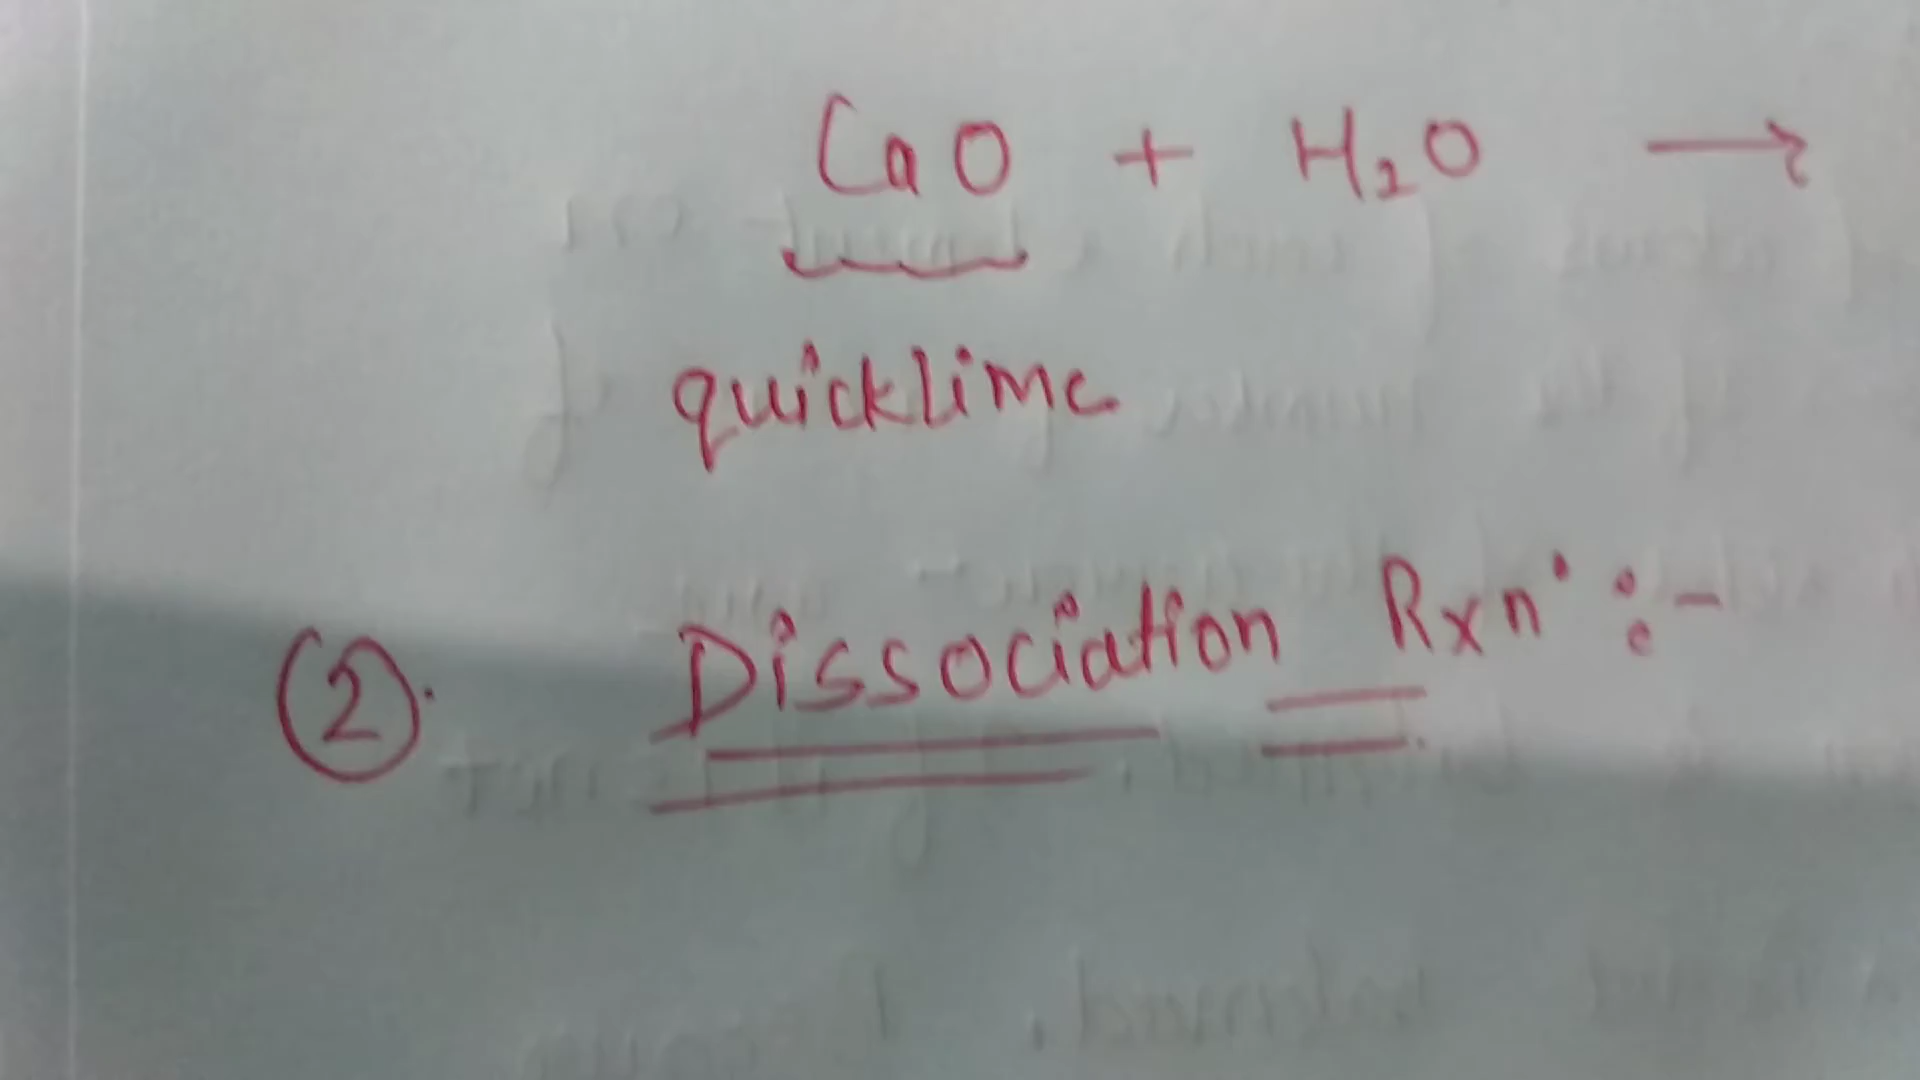 CaO + H₂O →
quicklime
②. Dissociation Rxn. :-